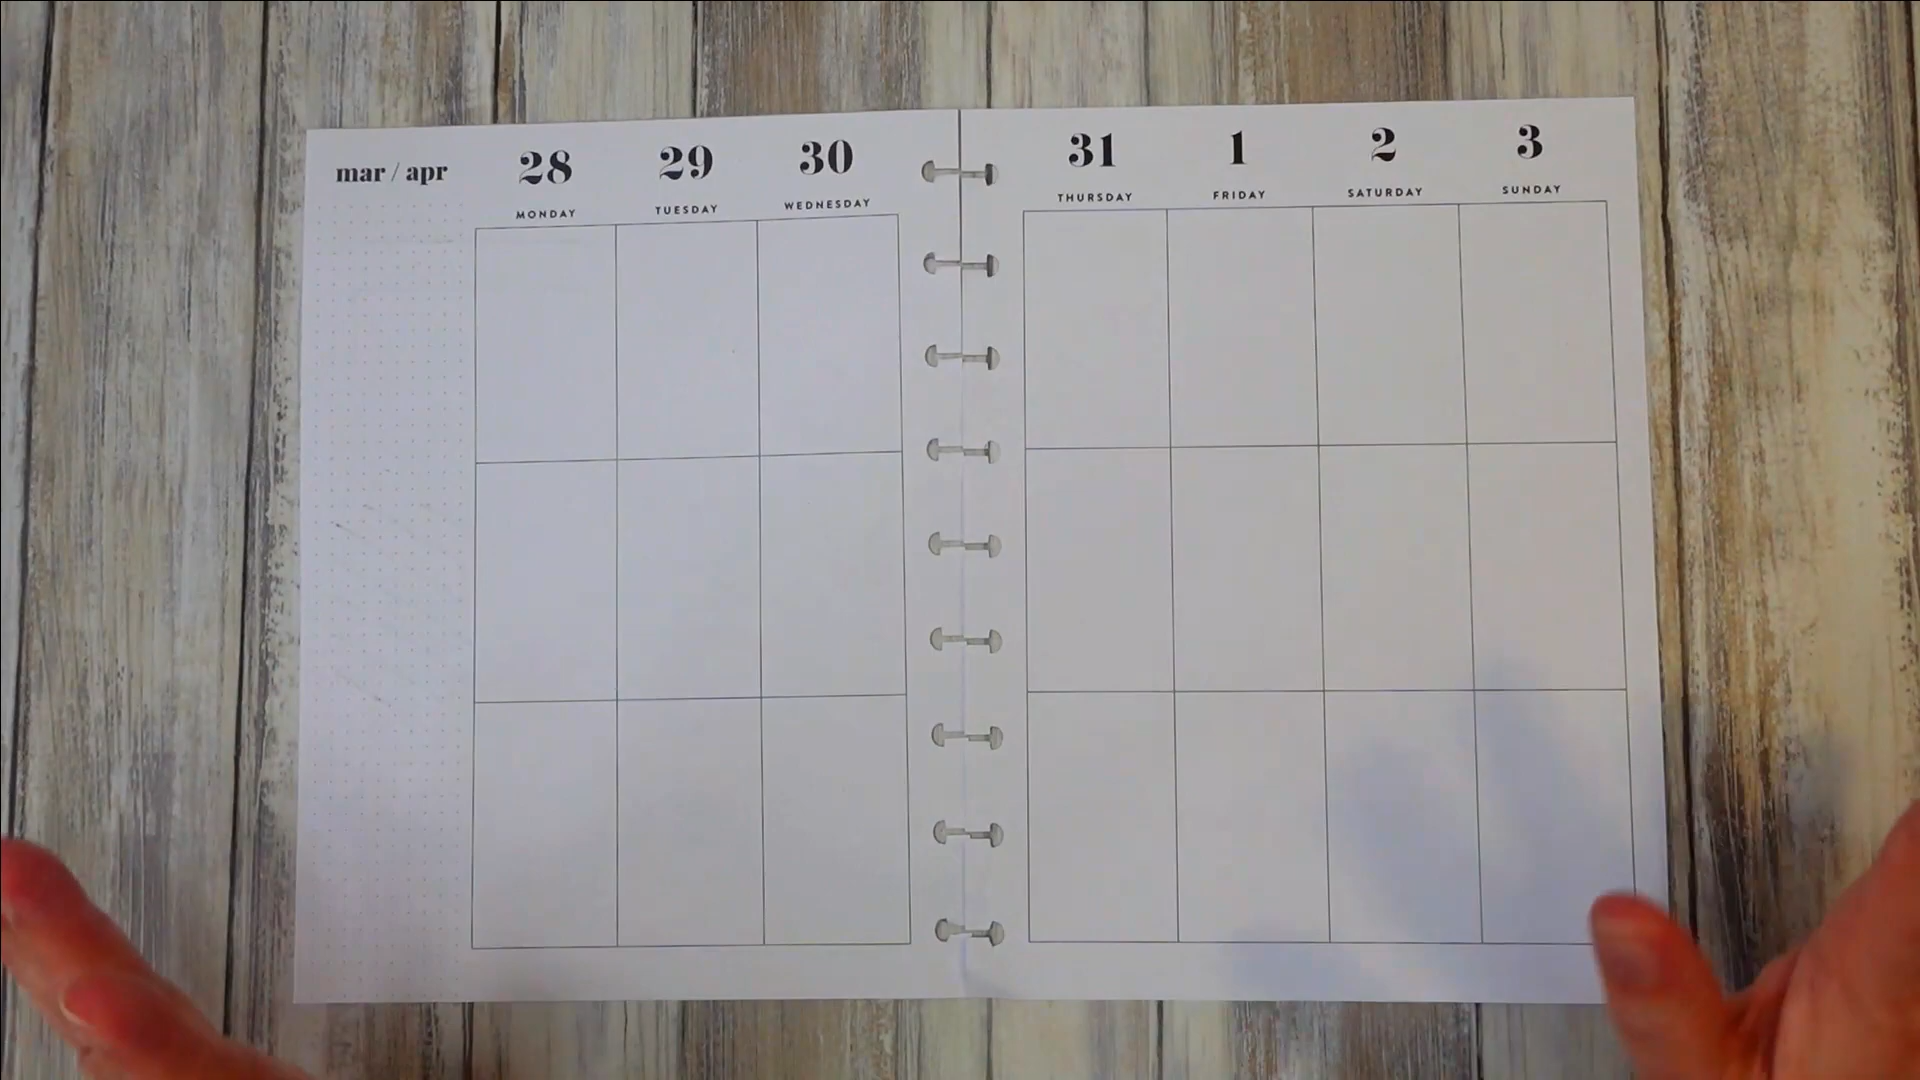 mar / apr
28 29 30 31 1 2 3
MONDAY TUESDAY WEDNESDAY THURSDAY FRIDAY SATURDAY SUNDAY